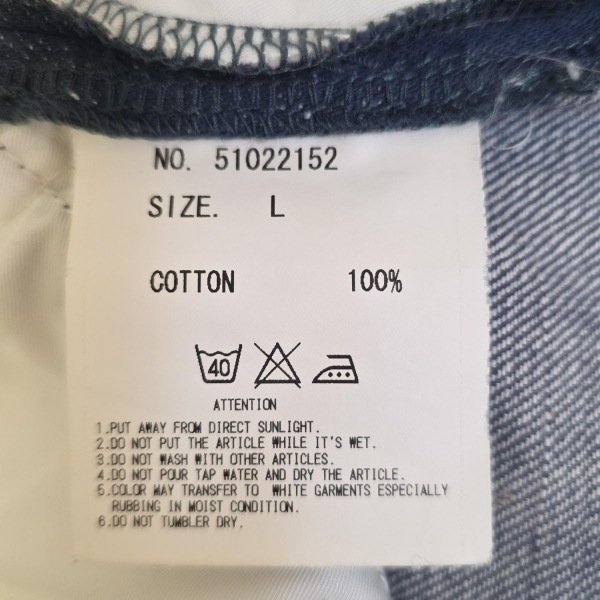 NO. 51022152
SIZE. L
COTTON 100%
40
ATTENTION
1.PUT AWAY FROM DIRECT SUNLIGHT.
2.DO NOT PUT THE ARTICLE WHILE IT'S WET.
3.DO NOT WASH WITH OTHER ARTICLES.
4.DO NOT POUR TAP WATER AND DRY THE ARTICLE.
5.COLOR MAY TRANSFER TO WHITE GARMENTS ESPECIALLY
RUBBING IN MOIST CONDITION.
6.DO NOT TUMBLER DRY.